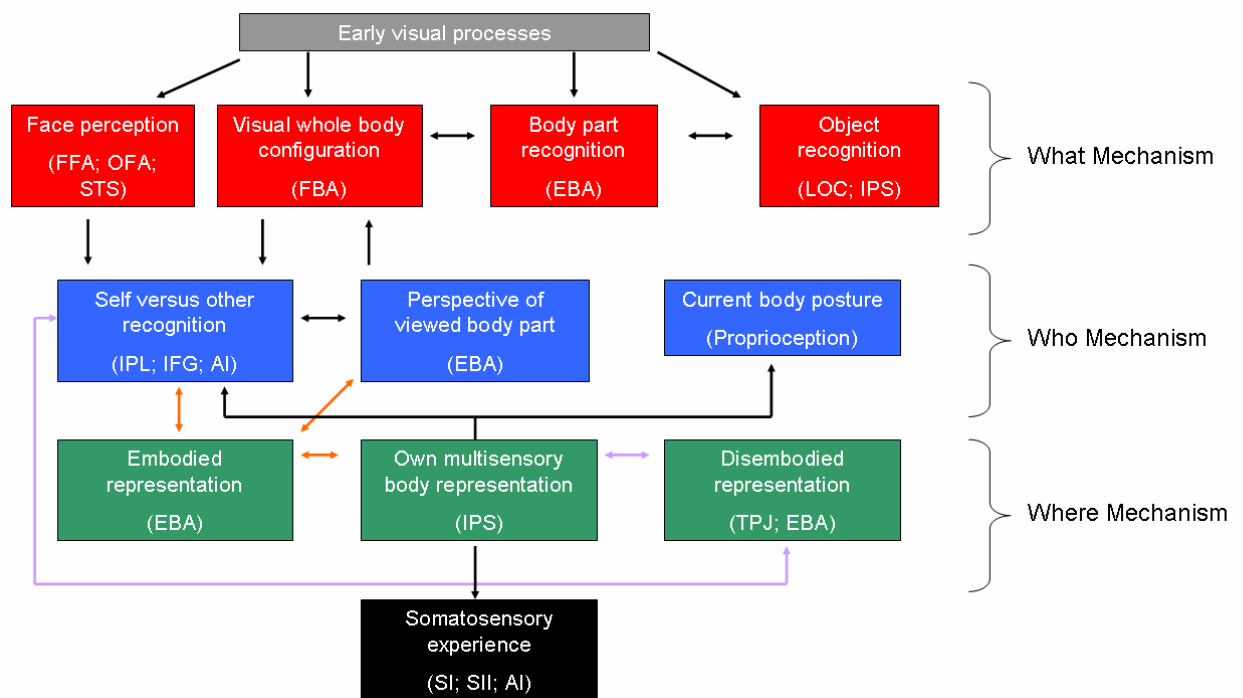 Early visual processes
Face perception
(FFA; OFA;
STS)
Visual whole body
configuration
(FBA)
Body part
recognition
(EBA)
Object
recognition
(LOC; IPS)
What Mechanism
Self versus other
recognition
(IPL; IFG; AI)
Perspective of
viewed body part
(EBA)
Current body posture
(Proprioception)
Who Mechanism
Embodied
representation
(EBA)
Own multisensory
body representation
(IPS)
Disembodied
representation
(TPJ; EBA)
Where Mechanism
Somatosensory
experience
(SI; SII; AI)